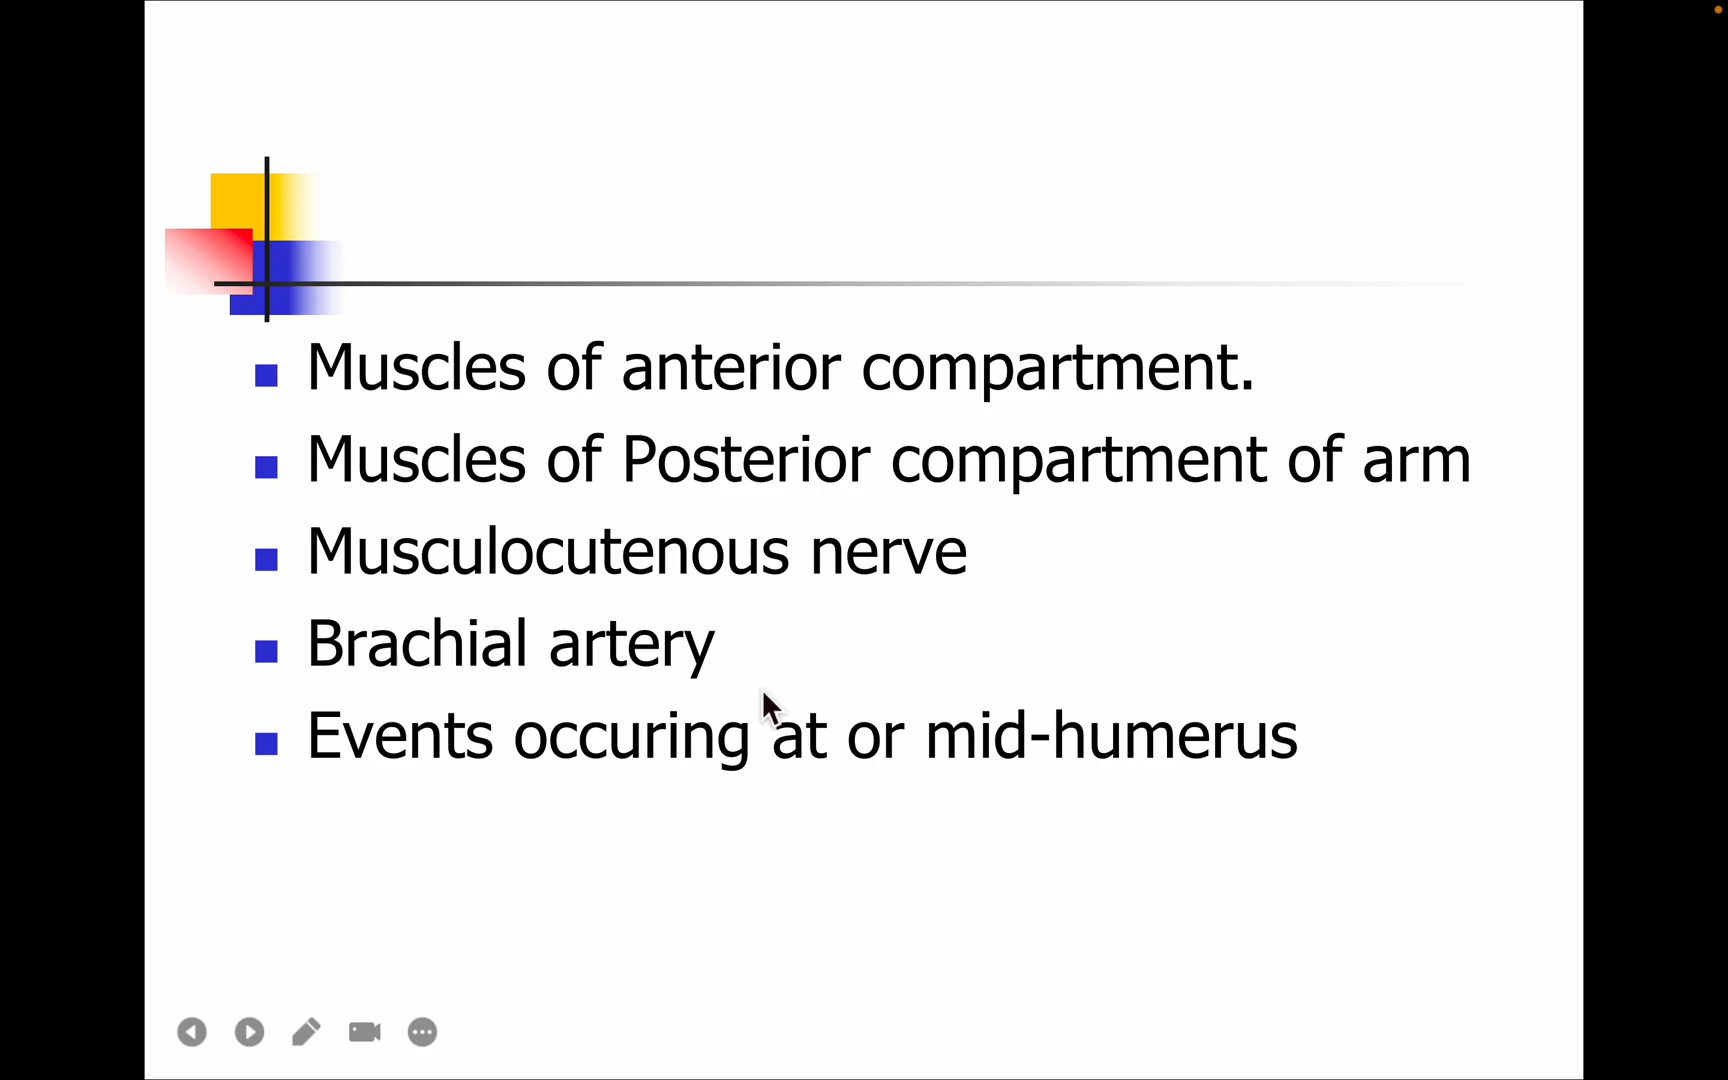 Muscles of anterior compartment.
Muscles of Posterior compartment of arm
Musculocutenous nerve
Brachial artery
Events occuring at or mid-humerus